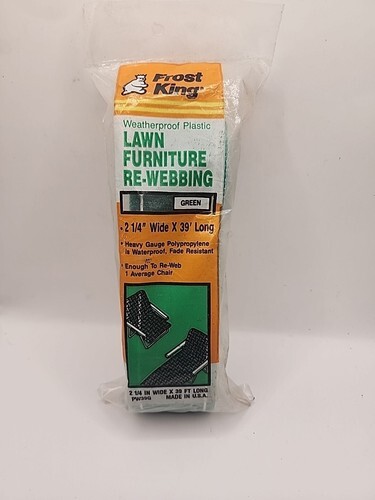 Frost
King
Weatherproof Plastic
LAWN
FURNITURE
RE-WEBBING
GREEN
2 1/4" Wide X 39' Long
• Heavy Gauge Polypropylene
is Waterproof, Fade Resistant
• Enough To Re-Web
1 Average Chair
2 1/4 IN WIDE X 39 FT LONG
PW39G MADE IN U.S.A.